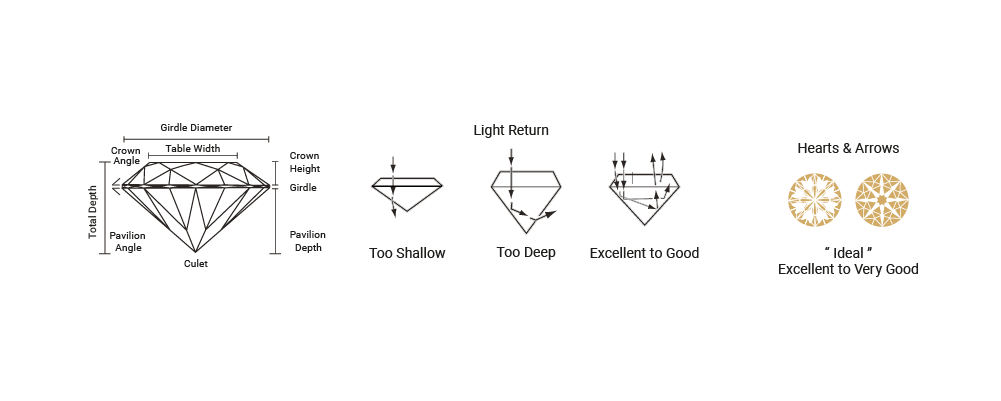 Girdle Diameter
Table Width
Crown
Angle
Crown
Height
Girdle
Total Depth
Pavilion
Angle
Pavilion
Depth
Culet
Light Return
Too Shallow
Too Deep
Excellent to Good
Hearts & Arrows
“ Ideal ”
Excellent to Very Good